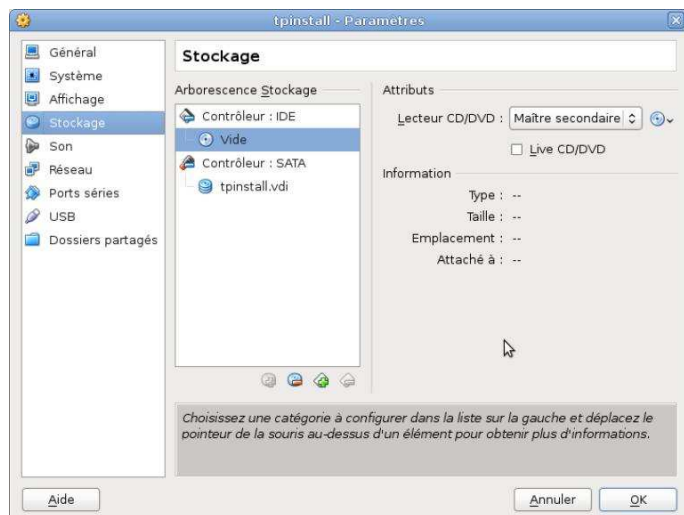 tpinstall - Paramètres
Général
Système
Affichage
Stockage
Son
Réseau
Ports séries
USB
Dossiers partagés
Stockage
Arborescence Stockage
Contrôleur : IDE
Vide
Contrôleur : SATA
tpinstall.vdi
Attributs
Lecteur CD/DVD : Maître secondaire
Live CD/DVD
Information
Type : --
Taille : --
Emplacement : --
Attaché à : --
Choisissez une catégorie à configurer dans la liste sur la gauche et déplacez le
pointeur de la souris au-dessus d'un élément pour obtenir plus d'informations.
Aide
Annuler
OK